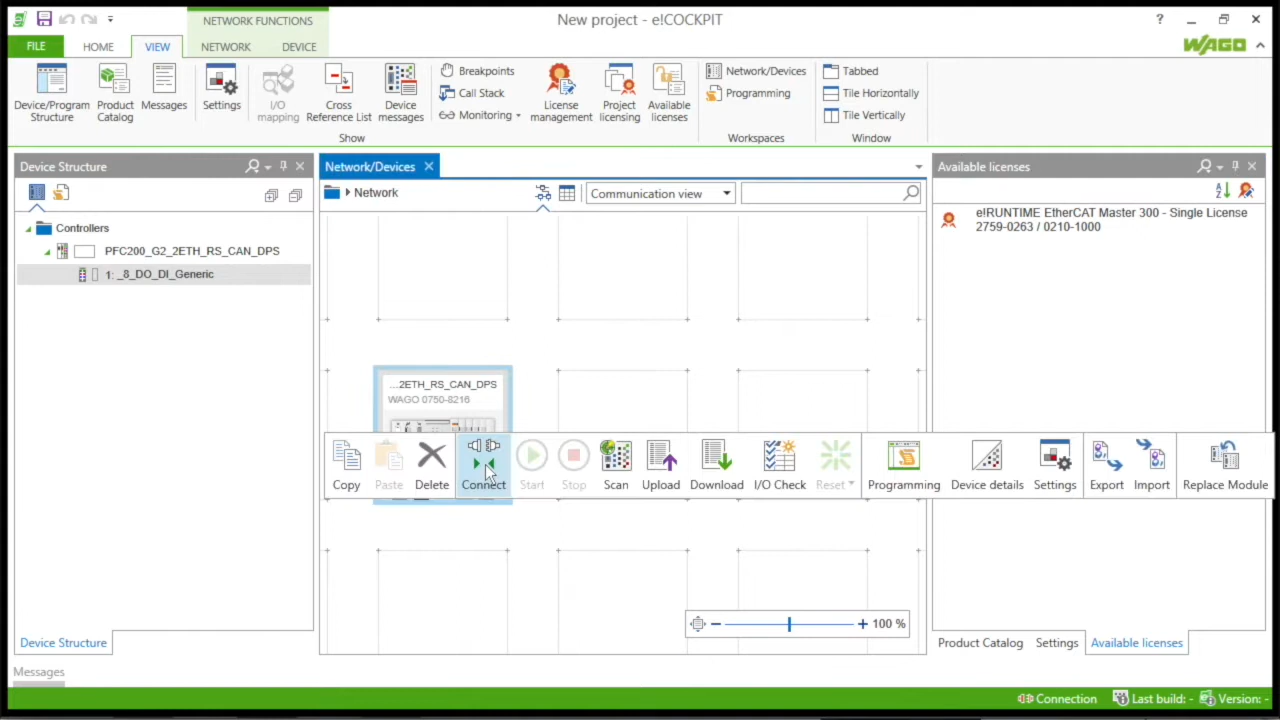 New project - e!COCKPIT
NETWORK FUNCTIONS
FILE
HOME
VIEW
NETWORK
DEVICE
WAGO
?
Device/Program
Structure
Product
Catalog
Messages
Settings
I/O
mapping
Cross
Reference List
Device
messages
Breakpoints
Call Stack
Monitoring
License
management
Project
licensing
Available
licenses
Network/Devices
Programming
Tabbed
Tile Horizontally
Tile Vertically
Show
Workspaces
Window
Device Structure
Controllers
PFC200_G2_2ETH_RS_CAN_DPS
1: _8_DO_DI_Generic
Device Structure
Network/Devices
Network
Communication view
...2ETH_RS_CAN_DPS
WAGO 0750-8216
Copy
Paste
Delete
Connect
Start
Stop
Scan
Upload
Download
I/O Check
Reset
Programming
Device details
Settings
Export
Import
Replace Module
100 %
Available licenses
e!RUNTIME EtherCAT Master 300 - Single License
2759-0263 / 0210-1000
Product Catalog
Settings
Available licenses
Messages
Connection
Last build: -
Version: -